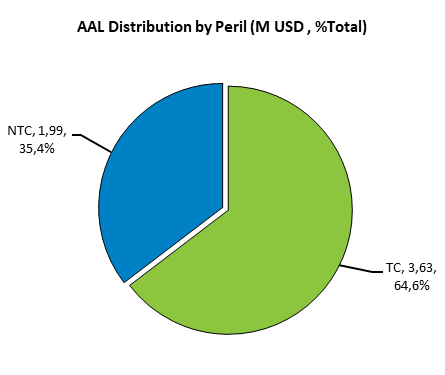 AAL Distribution by Peril (M USD , %Total)
NTC, 1,99,
35,4%
TC, 3,63,
64,6%